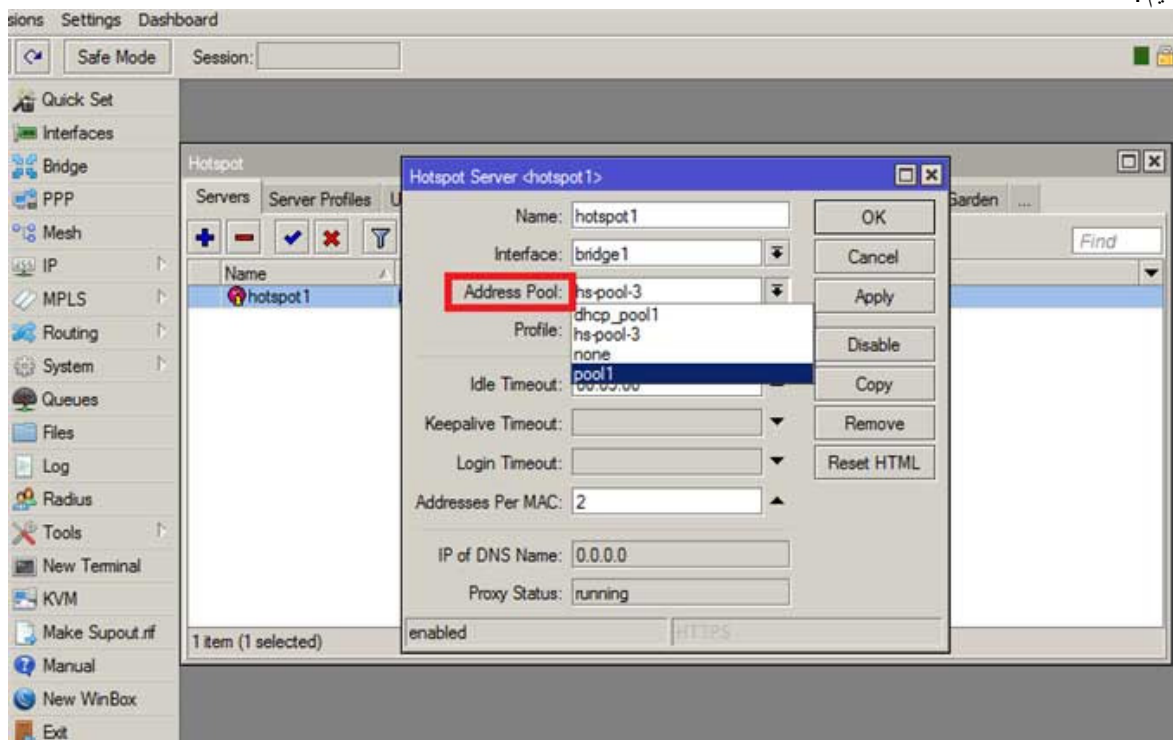 sions Settings Dashboard
Safe Mode Session:
Quick Set
Interfaces
Bridge
PPP
Mesh
IP
MPLS
Routing
System
Queues
Files
Log
Radius
Tools
New Terminal
KVM
Make Supout.rif
Manual
New WinBox
Exit
Hotspot
Servers Server Profiles U
Garden ...
Find
Name
hotspot1
1 item (1 selected)
Hotspot Server <hotspot1>
Name: hotspot1
Interface: bridge1
Address Pool: hs-pool-3
dhcp_pool1
hs-pool-3
none
pool1
Profile:
Idle Timeout: 00:05:00
Keepalive Timeout:
Login Timeout:
Addresses Per MAC: 2
IP of DNS Name: 0.0.0.0
Proxy Status: running
enabled HTTPS
OK
Cancel
Apply
Disable
Copy
Remove
Reset HTML